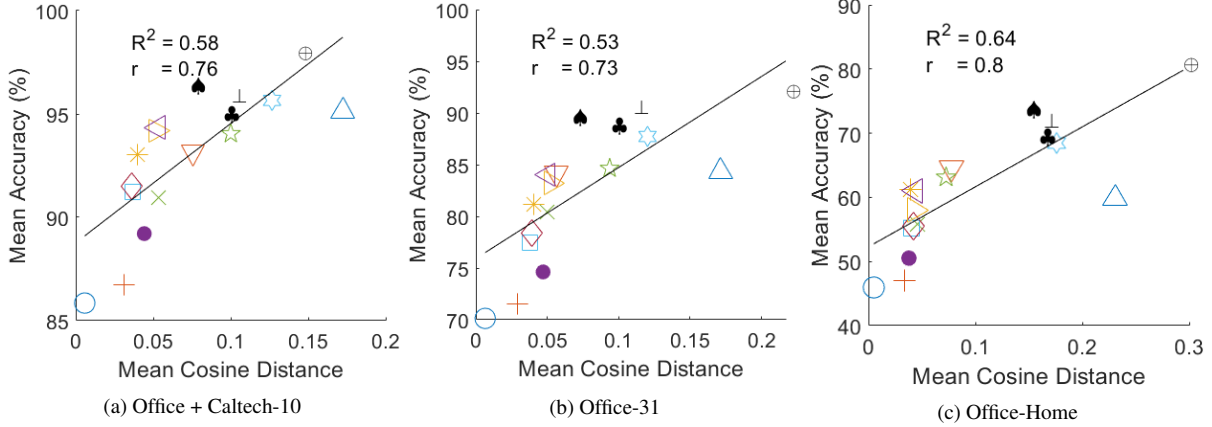 100
95
90
85
Mean Accuracy (%)
R² = 0.58
r = 0.76
0 0.05 0.1 0.15 0.2
Mean Cosine Distance
(a) Office + Caltech-10
100
95
90
85
80
75
70
Mean Accuracy (%)
R² = 0.53
r = 0.73
0 0.05 0.1 0.15 0.2
Mean Cosine Distance
(b) Office-31
90
80
70
60
50
40
Mean Accuracy (%)
R² = 0.64
r = 0.8
0 0.1 0.2 0.3
Mean Cosine Distance
(c) Office-Home